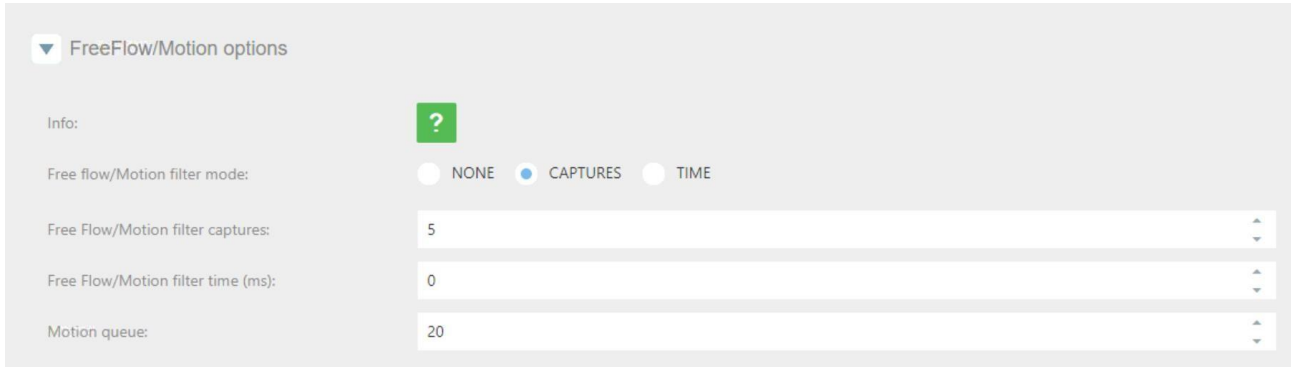 FreeFlow/Motion options
Info: ?
Free flow/Motion filter mode: NONE CAPTURES TIME
Free Flow/Motion filter captures: 5
Free Flow/Motion filter time (ms): 0
Motion queue: 20